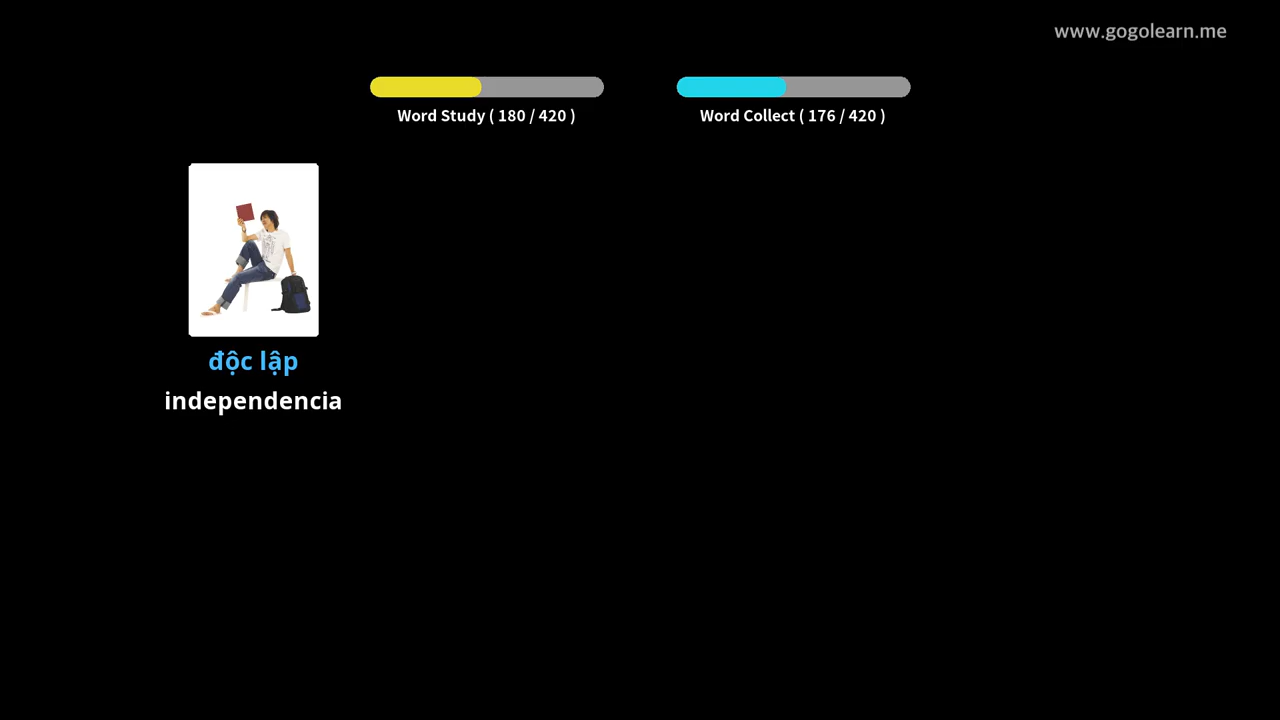 www.gogolearn.me
Word Study ( 180 / 420 )
Word Collect ( 176 / 420 )
độc lập
independencia